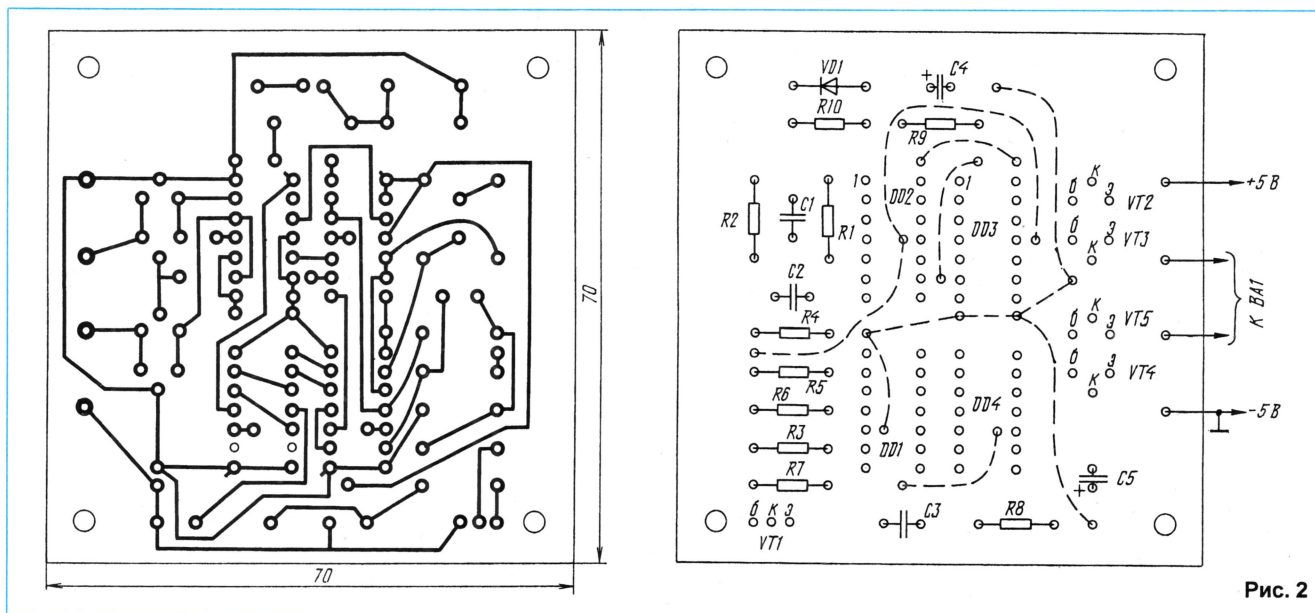 70
70
VD1
C4
+
R10
R9
1
1
DD2
DD3
R2
C1
R1
C2
R4
R5
R6
R3
R7
DD1
DD4
к
б
э
VT2
б
э
VT3
к
к
б
э
VT5
б
э
VT4
к
+5 В
К ВА1
-5 В
C5
+
C3
R8
б к э
VT1
Рис. 2